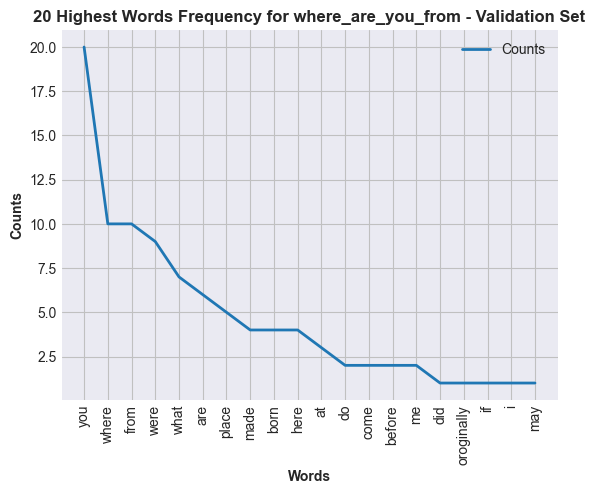 20 Highest Words Frequency for where_are_you_from - Validation Set
Counts
20.0
17.5
15.0
12.5
10.0
7.5
5.0
2.5
Counts
you
where
from
were
what
are
place
made
born
here
at
do
come
before
me
did
oroginally
if
i
may
Words